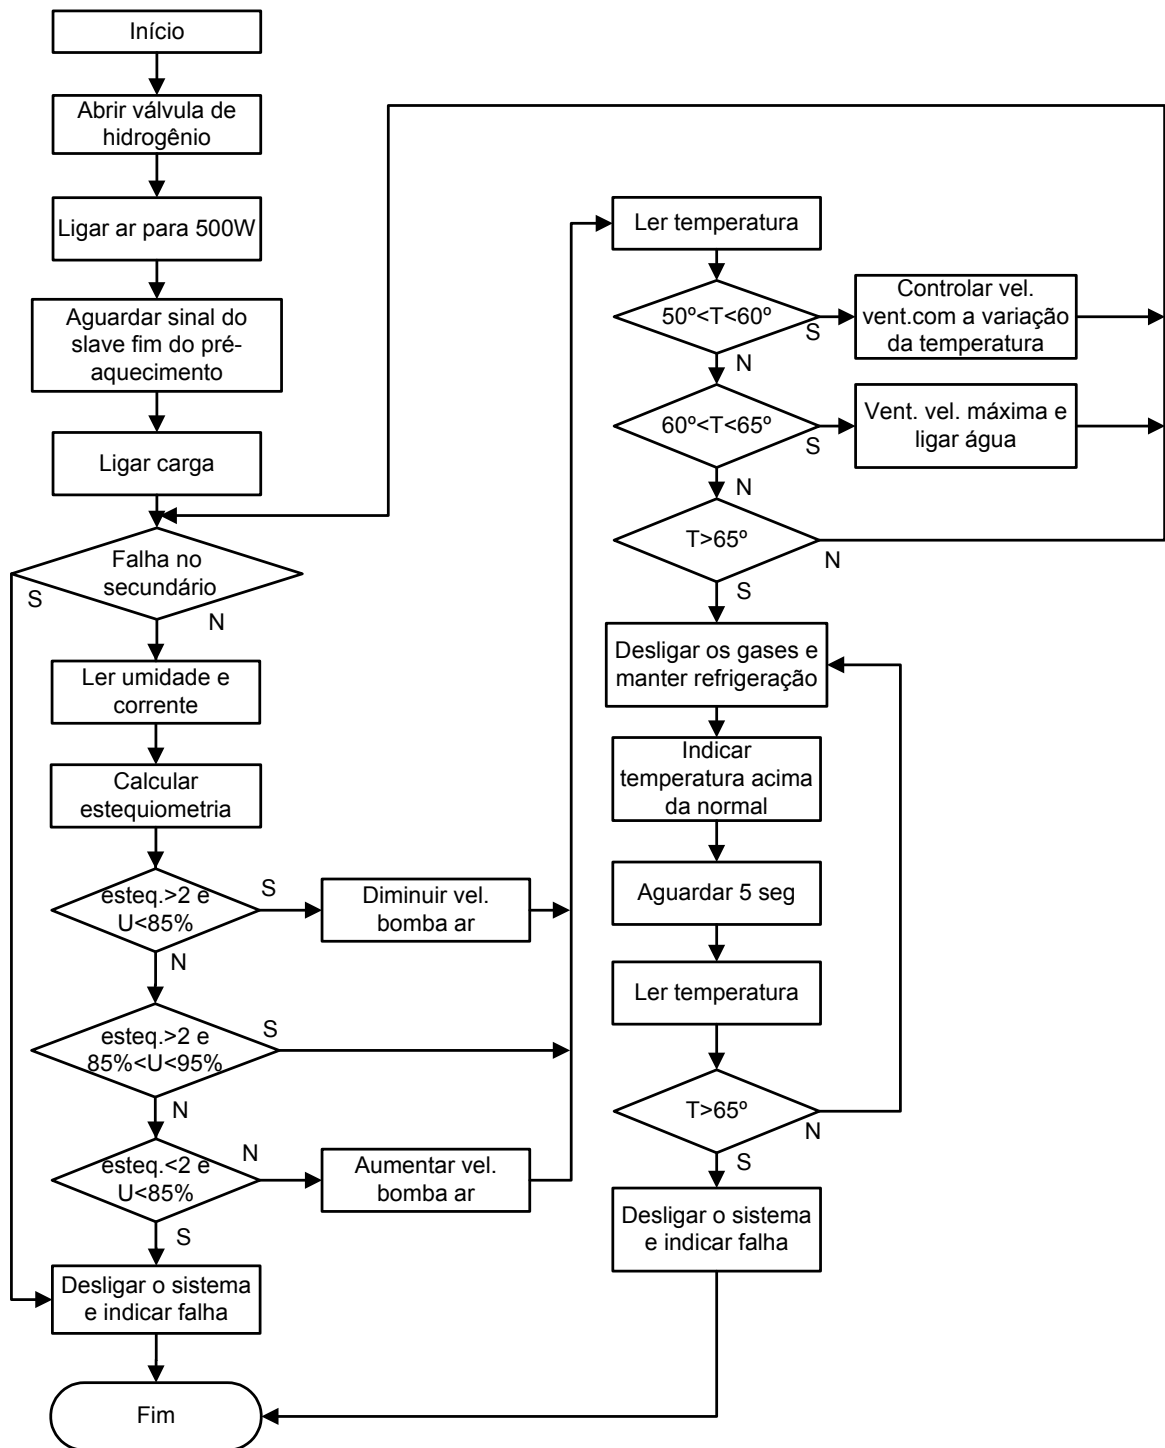 Início
Abrir válvula de
hidrogênio
Ligar ar para 500W
Aguardar sinal do
slave fim do pré-
aquecimento
Ligar carga
Falha no
secundário
S
N
Ler umidade e
corrente
Calcular
estequiometria
esteq.>2 e
U<85%
S
N
Diminuir vel.
bomba ar
esteq.>2 e
85%<U<95%
S
N
esteq.<2 e
U<85%
N
S
Aumentar vel.
bomba ar
Desligar o sistema
e indicar falha
Fim
Ler temperatura
50º<T<60º
S
N
Controlar vel.
vent.com a variação
da temperatura
60º<T<65º
S
N
Vent. vel. máxima e
ligar água
T>65º
N
S
Desligar os gases e
manter refrigeração
Indicar
temperatura acima
da normal
Aguardar 5 seg
Ler temperatura
T>65º
N
S
Desligar o sistema
e indicar falha